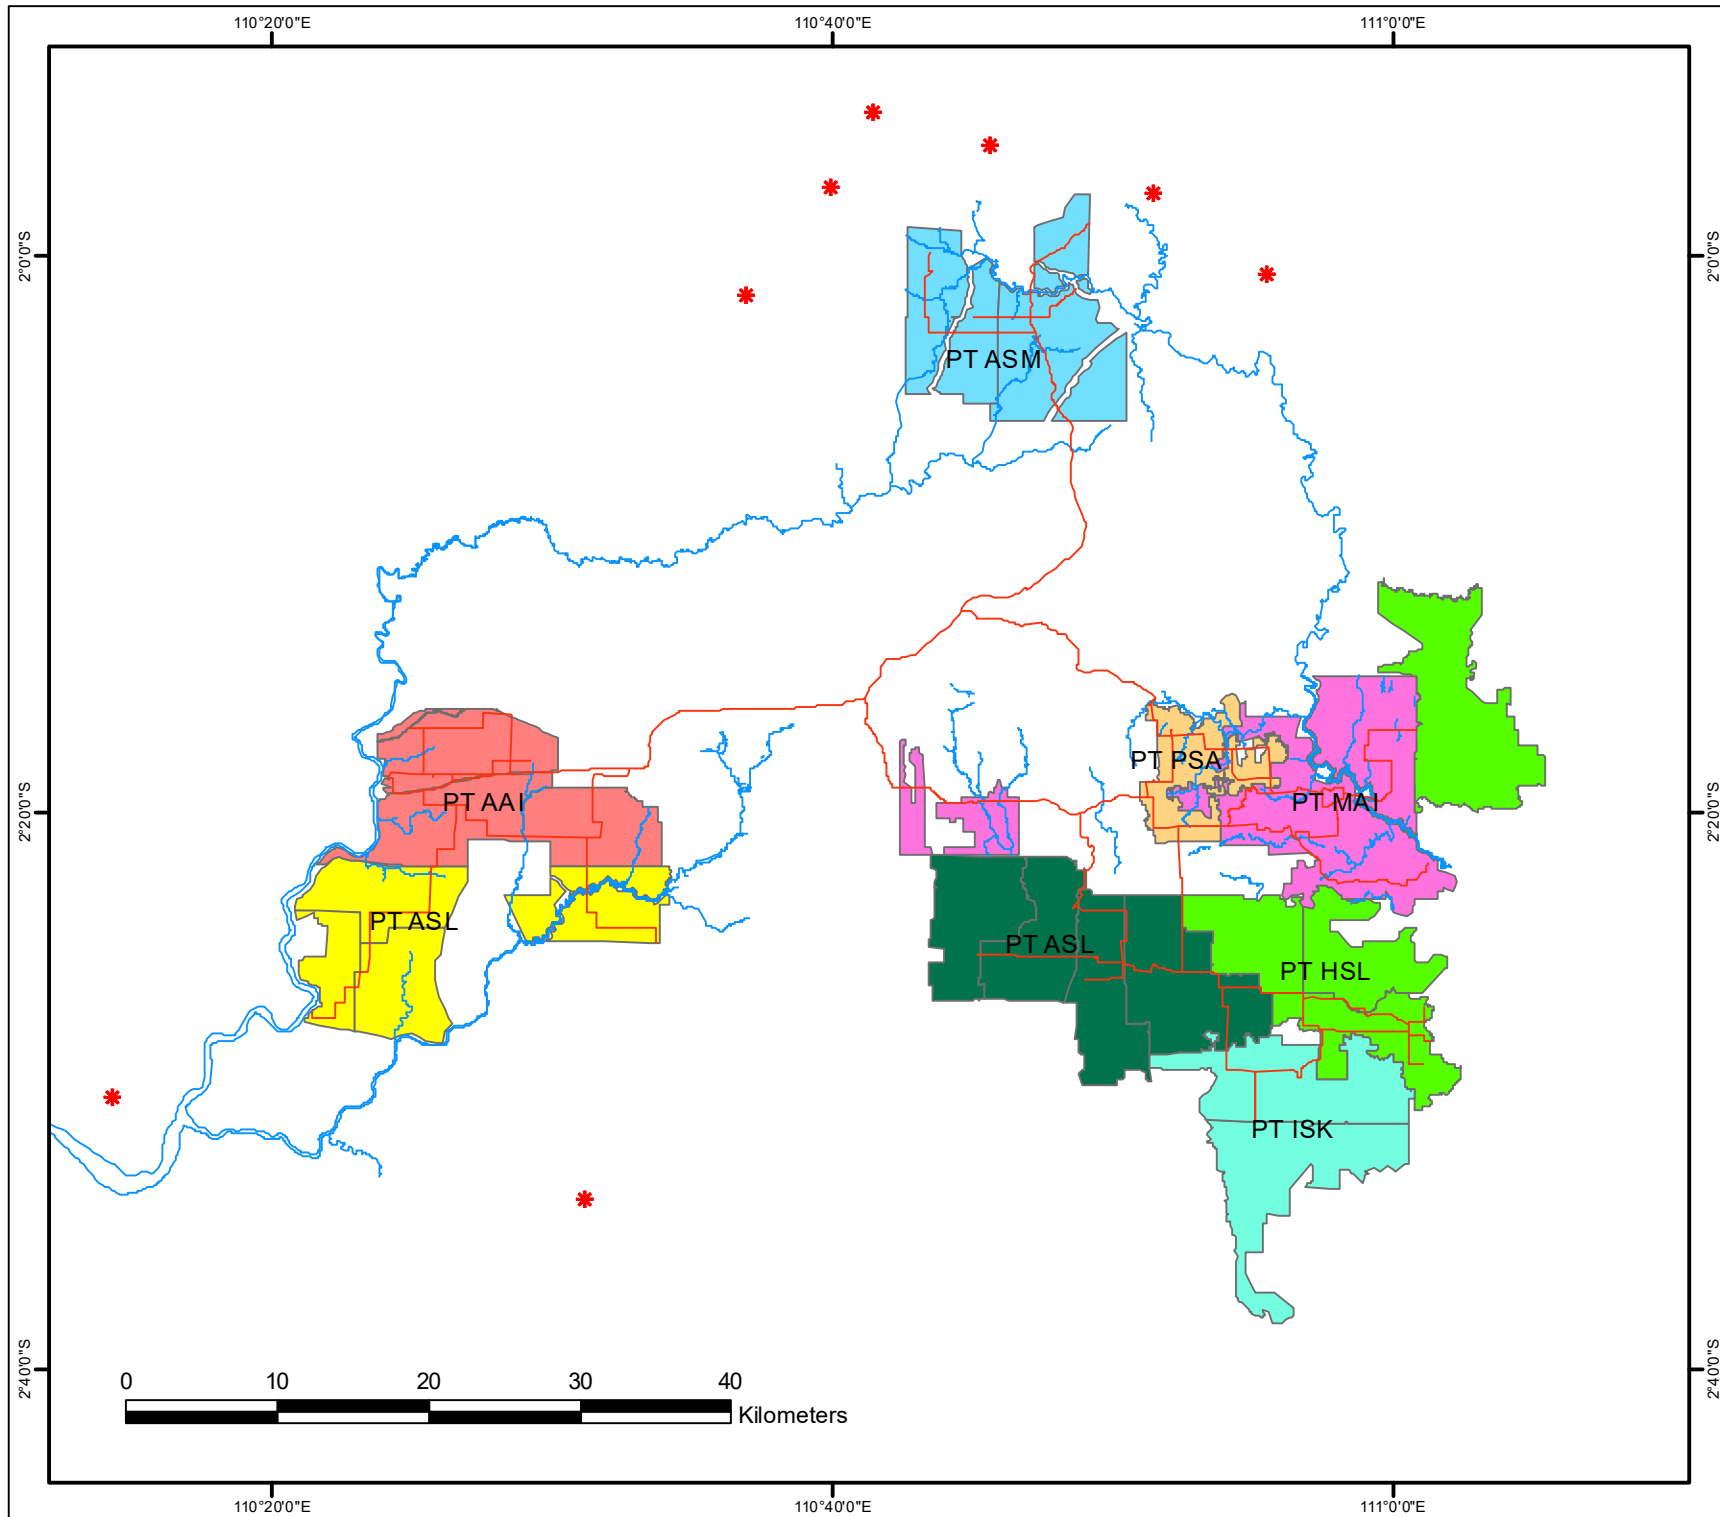 110°20'0"E
110°40'0"E
111°0'0"E
2°0'0"S
2°0'0"S
PT ASM
PT PSA
PT AAI
PT MAI
2°20'0"S
2°20'0"S
PT ASL
PT ASL
PT HSL
PT ISK
2°40'0"S
2°40'0"S
0
10
20
30
40
Kilometers
110°20'0"E
110°40'0"E
111°0'0"E